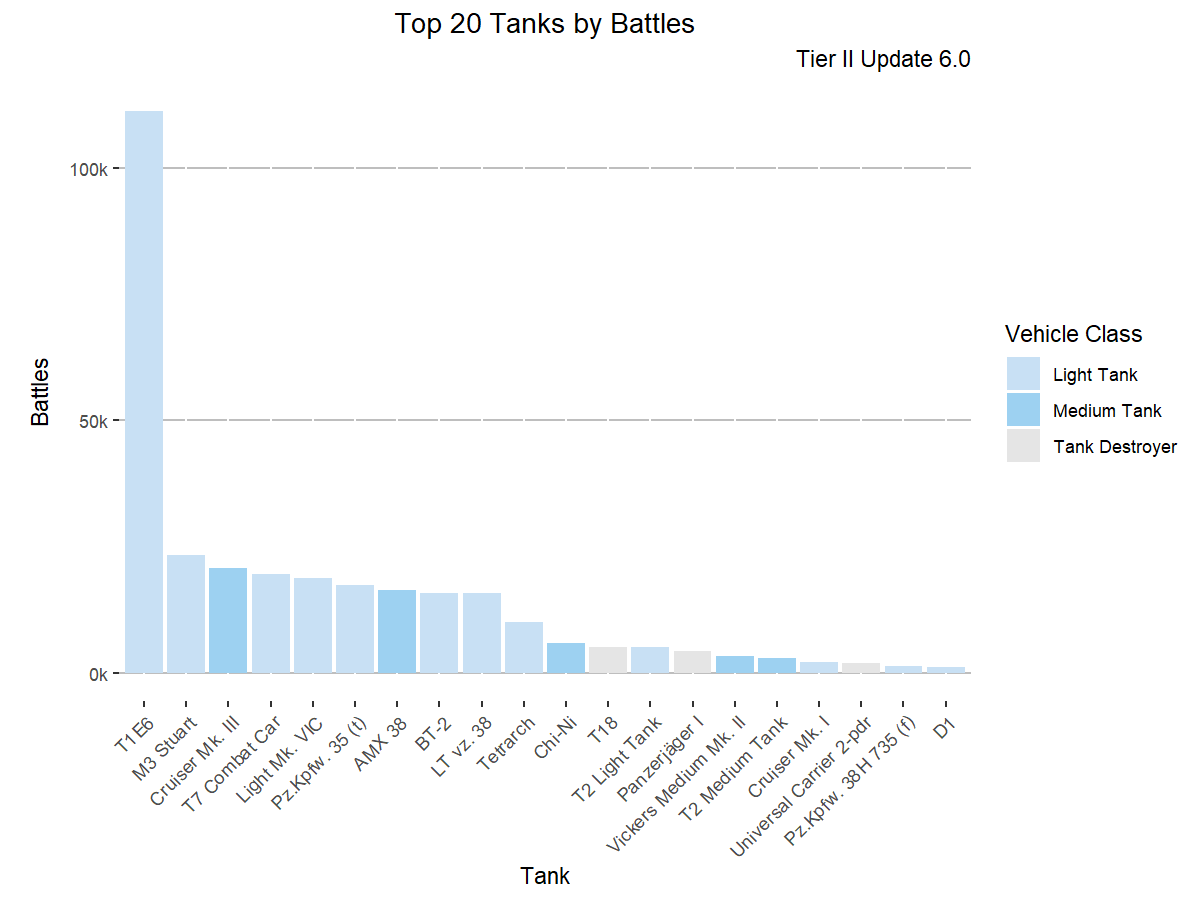 Top 20 Tanks by Battles
Tier II Update 6.0
Battles
100k
50k
0k
T1E6
M3 Stuart
Cruiser Mk. III
T7 Combat Car
Light Mk. VIC
Pz.Kpfw. 35 (t)
AMX 38
BT-2
LT vz. 38
Tetrarch
Chi-Ni
T18
T2 Light Tank
Panzerjäger I
Vickers Medium Mk. II
T2 Medium Tank
Cruiser Mk. I
Universal Carrier 2-pdr
Pz.Kpfw. 38H 735 (f)
D1
Tank
Vehicle Class
Light Tank
Medium Tank
Tank Destroyer